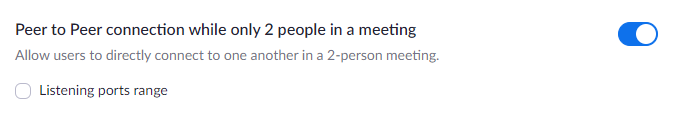 Peer to Peer connection while only 2 people in a meeting
Allow users to directly connect to one another in a 2-person meeting.
Listening ports range